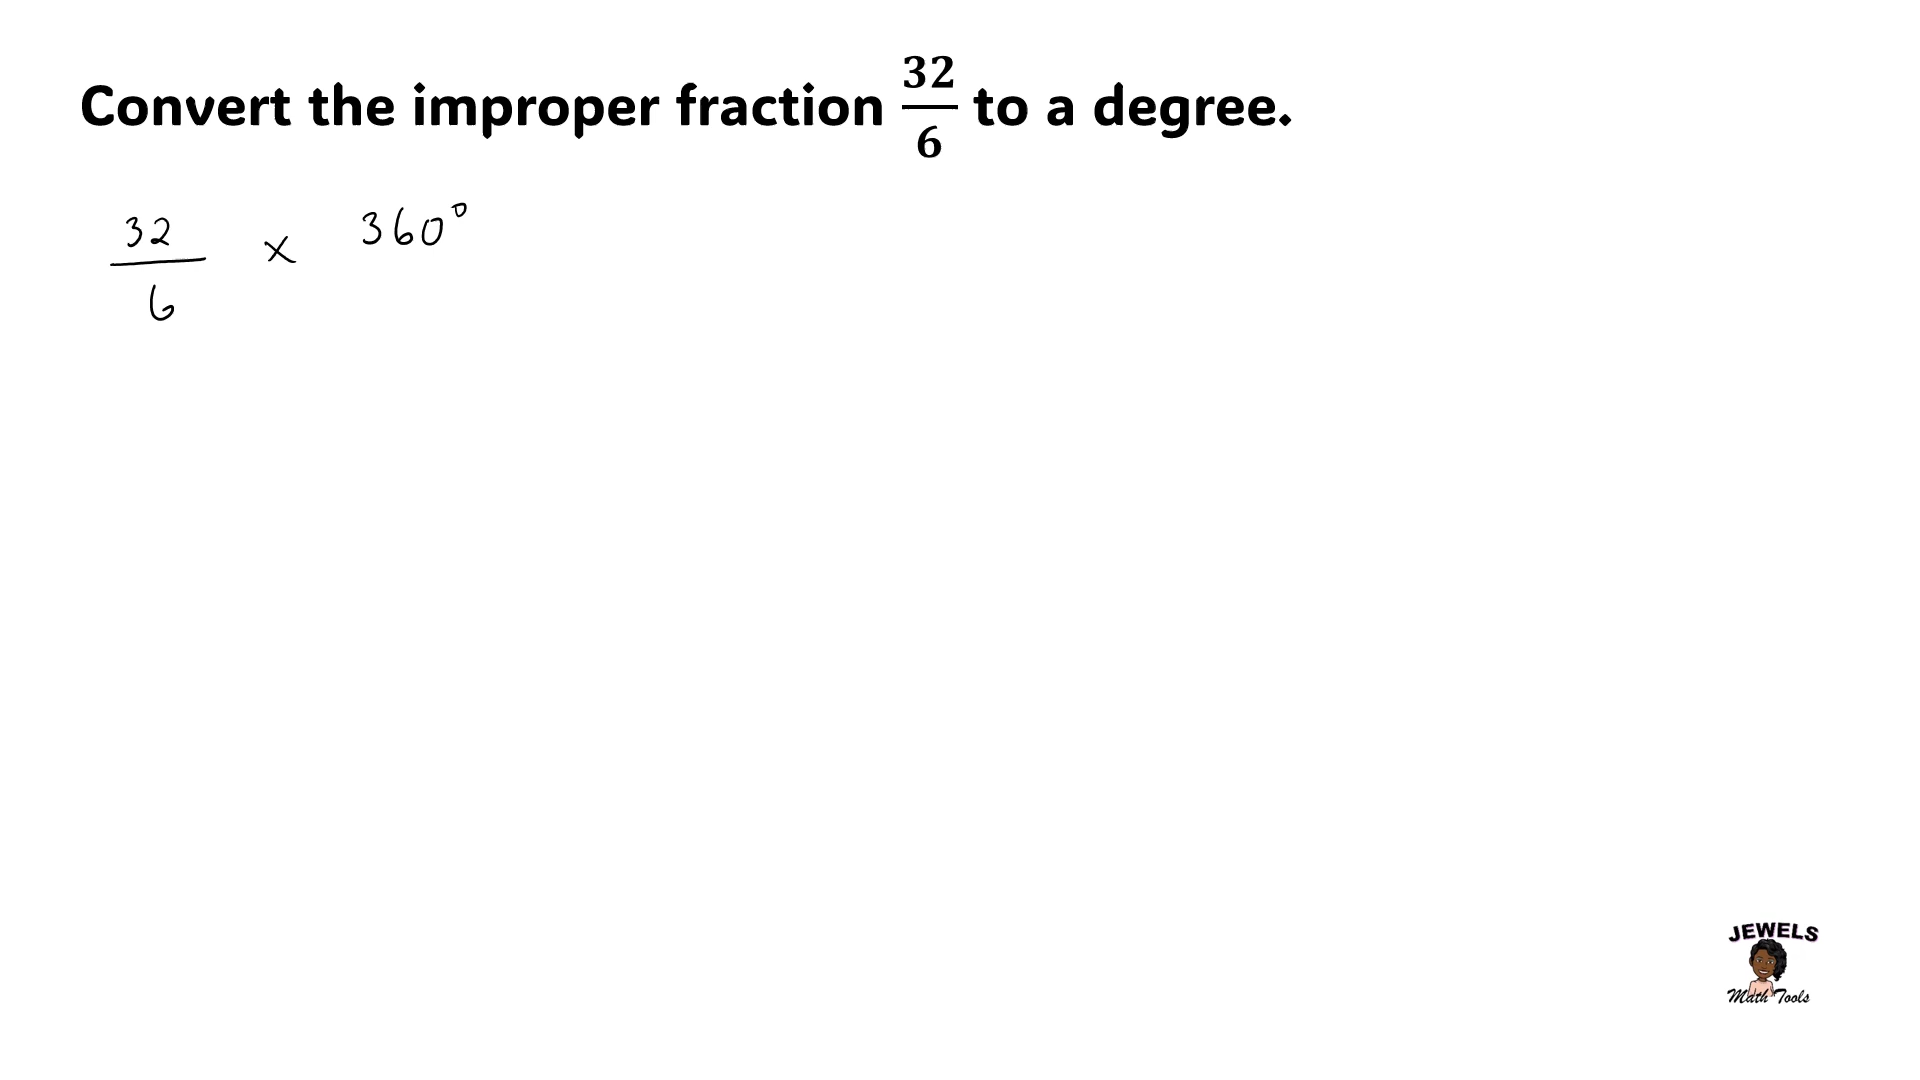 Convert the improper fraction 32/6 to a degree.
32/6 x 360°
JEWELS
Math Tools